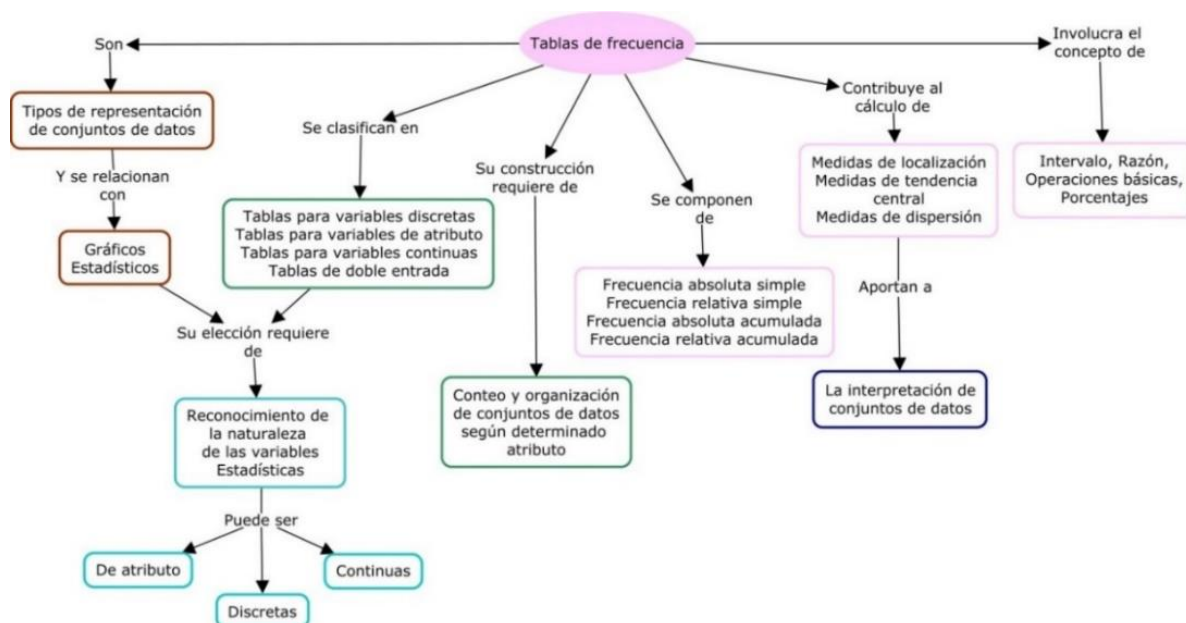 Tablas de frecuencia
Son
Tipos de representación
de conjuntos de datos
Y se relacionan
con
Gráficos
Estadísticos
Se clasifican en
Tablas para variables discretas
Tablas para variables de atributo
Tablas para variables continuas
Tablas de doble entrada
Su elección requiere
de
Reconocimiento de
la naturaleza
de las variables
Estadísticas
Puede ser
De atributo
Discretas
Continuas
Su construcción
requiere de
Conteo y organización
de conjuntos de datos
según determinado
atributo
Se componen
de
Frecuencia absoluta simple
Frecuencia relativa simple
Frecuencia absoluta acumulada
Frecuencia relativa acumulada
Contribuye al
cálculo de
Medidas de localización
Medidas de tendencia
central
Medidas de dispersión
Aportan a
La interpretación de
conjuntos de datos
Involucra el
concepto de
Intervalo, Razón,
Operaciones básicas,
Porcentajes